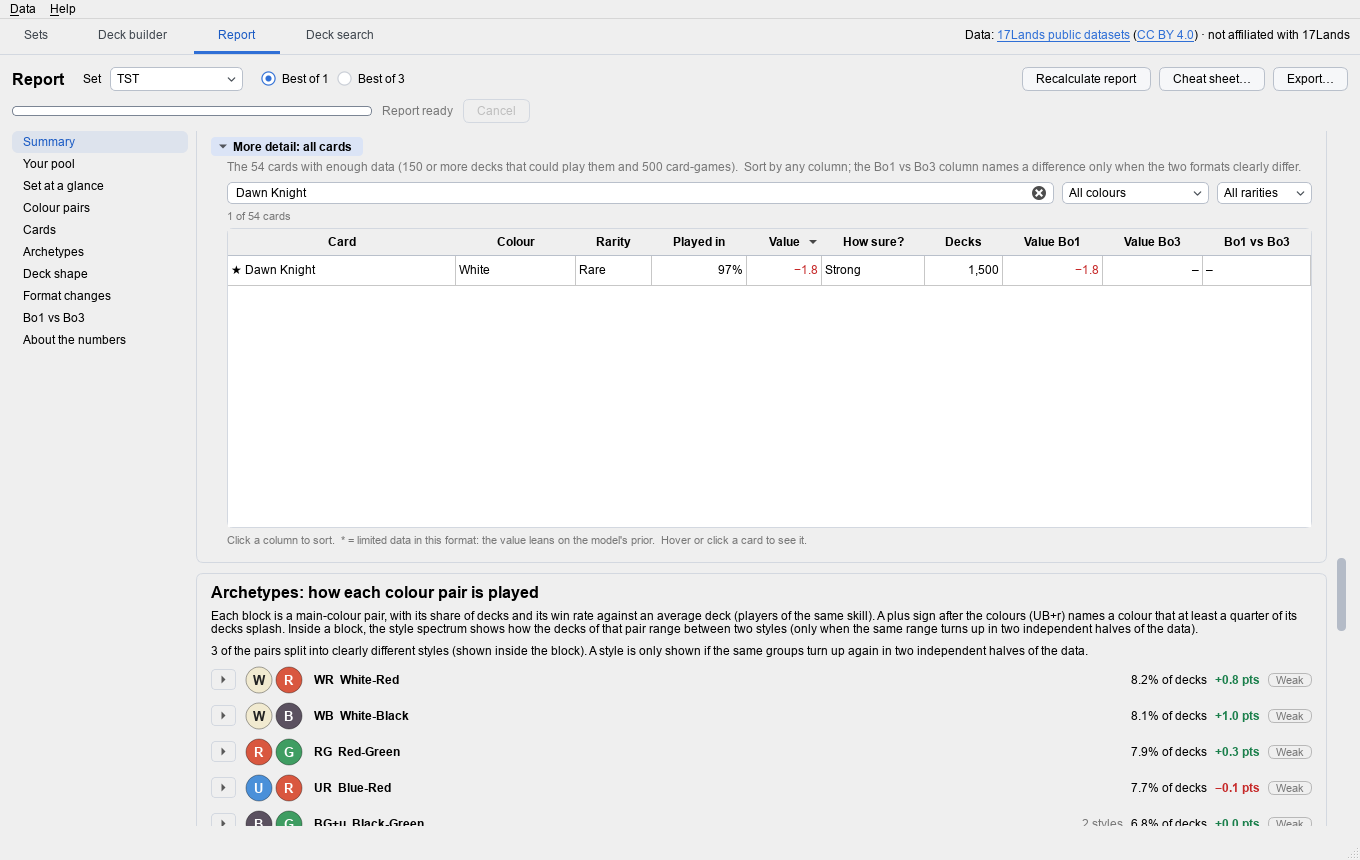 Data Help
Sets Deck builder Report Deck search Data: 17Lands public datasets (CC BY 4.0) · not affiliated with 17Lands
Report Set TST Best of 1 Best of 3 Recalculate report Cheat sheet… Export…
Report ready Cancel
Summary
Your pool
Set at a glance
Colour pairs
Cards
Archetypes
Deck shape
Format changes
Bo1 vs Bo3
About the numbers
More detail: all cards
The 54 cards with enough data (150 or more decks that could play them and 500 card-games). Sort by any column; the Bo1 vs Bo3 column names a difference only when the two formats clearly differ.
Dawn Knight All colours All rarities
1 of 54 cards
Card Colour Rarity Played in Value How sure? Decks Value Bo1 Value Bo3 Bo1 vs Bo3
★ Dawn Knight White Rare 97% −1.8 Strong 1,500 −1.8 – –
Click a column to sort. * = limited data in this format: the value leans on the model's prior. Hover or click a card to see it.
Archetypes: how each colour pair is played
Each block is a main-colour pair, with its share of decks and its win rate against an average deck (players of the same skill). A plus sign after the colours (UB+r) names a colour that at least a quarter of its
decks splash. Inside a block, the style spectrum shows how the decks of that pair range between two styles (only when the same range turns up in two independent halves of the data).
3 of the pairs split into clearly different styles (shown inside the block). A style is only shown if the same groups turn up again in two independent halves of the data.
W R WR White-Red 8.2% of decks +0.8 pts Weak
W B WB White-Black 8.1% of decks +1.0 pts Weak
R G RG Red-Green 7.9% of decks +0.3 pts Weak
U R UR Blue-Red 7.7% of decks −0.1 pts Weak
B G BG+u Black-Green 2 styles 6.8% of decks +0.0 pts Weak